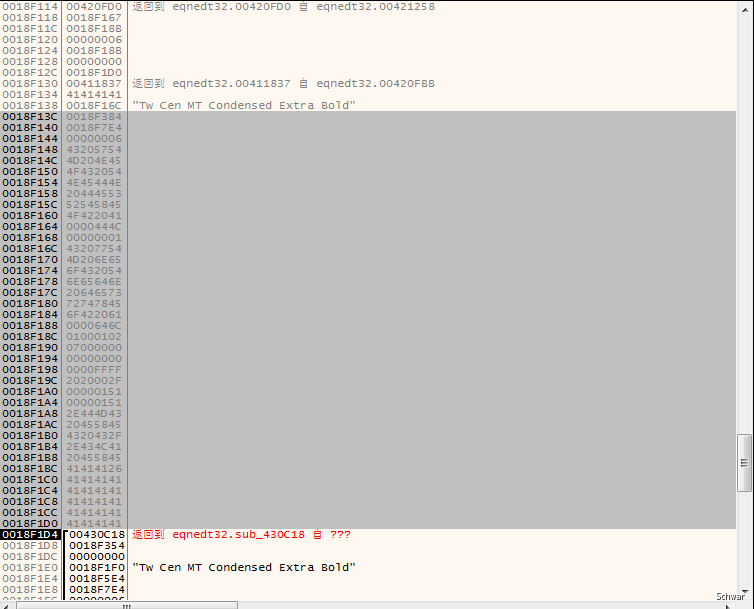 0018F114 00420FD0 返回到 eqnedt32.00420FD0 自 eqnedt32.00421258
0018F118 0018F167
0018F11C 0018F18B
0018F120 00000006
0018F124 0018F18B
0018F128 00000000
0018F12C 0018F1D0
0018F130 00411837 返回到 eqnedt32.00411837 自 eqnedt32.00420FBB
0018F134 41414141
0018F138 0018F16C "Tw Cen MT Condensed Extra Bold"
0018F13C 0018F384
0018F140 0018F7E4
0018F144 00000006
0018F148 43205754
0018F14C 4D204E45
0018F150 4F432054
0018F154 4E45444E
0018F158 20444553
0018F15C 52545845
0018F160 4F422041
0018F164 0000444C
0018F168 00000001
0018F16C 43207754
0018F170 4D206E65
0018F174 6F432054
0018F178 6E65646E
0018F17C 20646573
0018F180 72747845
0018F184 6F422061
0018F188 0000646C
0018F18C 01000102
0018F190 07000000
0018F194 00000000
0018F198 0000FFFF
0018F19C 2020002F
0018F1A0 00000151
0018F1A4 00000151
0018F1A8 2E444D43
0018F1AC 20455845
0018F1B0 4320432F
0018F1B4 2E434C41
0018F1B8 20455845
0018F1BC 41414126
0018F1C0 41414141
0018F1C4 41414141
0018F1C8 41414141
0018F1CC 41414141
0018F1D0 41414141
0018F1D4 00430C18 返回到 eqnedt32.sub_430C18 自 ???
0018F1D8 0018F354
0018F1DC 00000000
0018F1E0 0018F1F0 "Tw Cen MT Condensed Extra Bold"
0018F1E4 0018F5E4
0018F1E8 0018F7E4